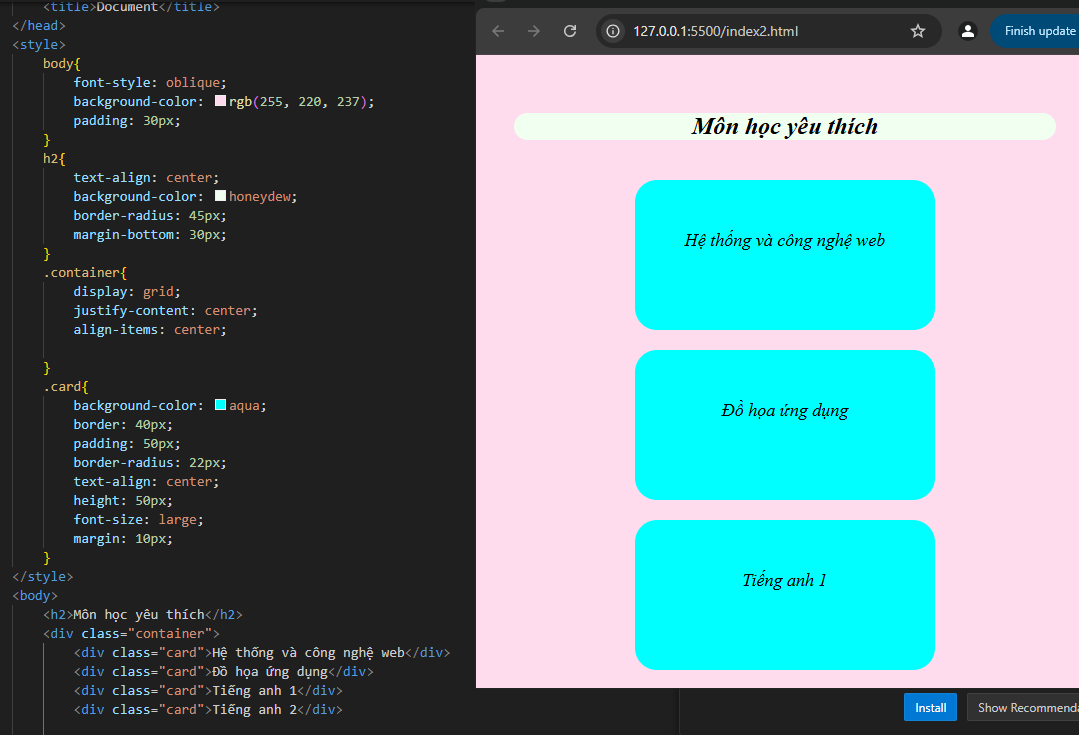 <title>Document</title>
</head>
<style>
body{
font-style: oblique;
background-color: rgb(255, 220, 237);
padding: 30px;
}
h2{
text-align: center;
background-color: honeydew;
border-radius: 45px;
margin-bottom: 30px;
}
.container{
display: grid;
justify-content: center;
align-items: center;
}
.card{
background-color: aqua;
border: 40px;
padding: 50px;
border-radius: 22px;
text-align: center;
height: 50px;
font-size: large;
margin: 10px;
}
</style>
<body>
<h2>Môn học yêu thích</h2>
<div class="container">
<div class="card">Hệ thống và công nghệ web</div>
<div class="card">Đồ họa ứng dụng</div>
<div class="card">Tiếng anh 1</div>
<div class="card">Tiếng anh 2</div>
127.0.0.1:5500/index2.html
Finish update
Môn học yêu thích
Hệ thống và công nghệ web
Đồ họa ứng dụng
Tiếng anh 1
Install
Show Recommenda